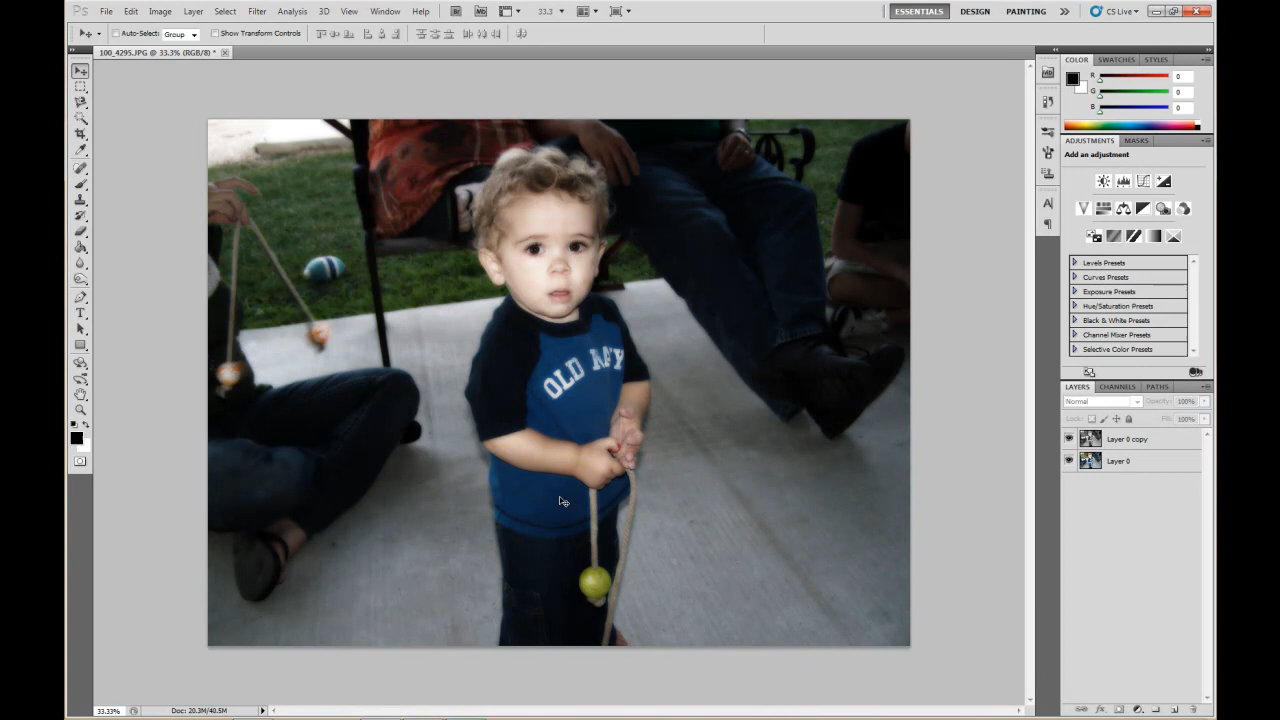 Ps File Edit Image Layer Select Filter Analysis 3D View Window Help Br Mb 33.3 ESSENTIALS DESIGN PAINTING CS Live
Auto-Select: Group Show Transform Controls
100_4295.JPG @ 33.3% (RGB/8) *
COLOR SWATCHES STYLES
R 0
G 0
B 0
ADJUSTMENTS MASKS
Add an adjustment
Levels Presets
Curves Presets
Exposure Presets
Hue/Saturation Presets
Black & White Presets
Channel Mixer Presets
Selective Color Presets
LAYERS CHANNELS PATHS
Normal Opacity: 100%
Lock: Fill: 100%
Layer 0 copy
Layer 0
OLD NAVY
33.33% Doc: 20.3M/40.5M